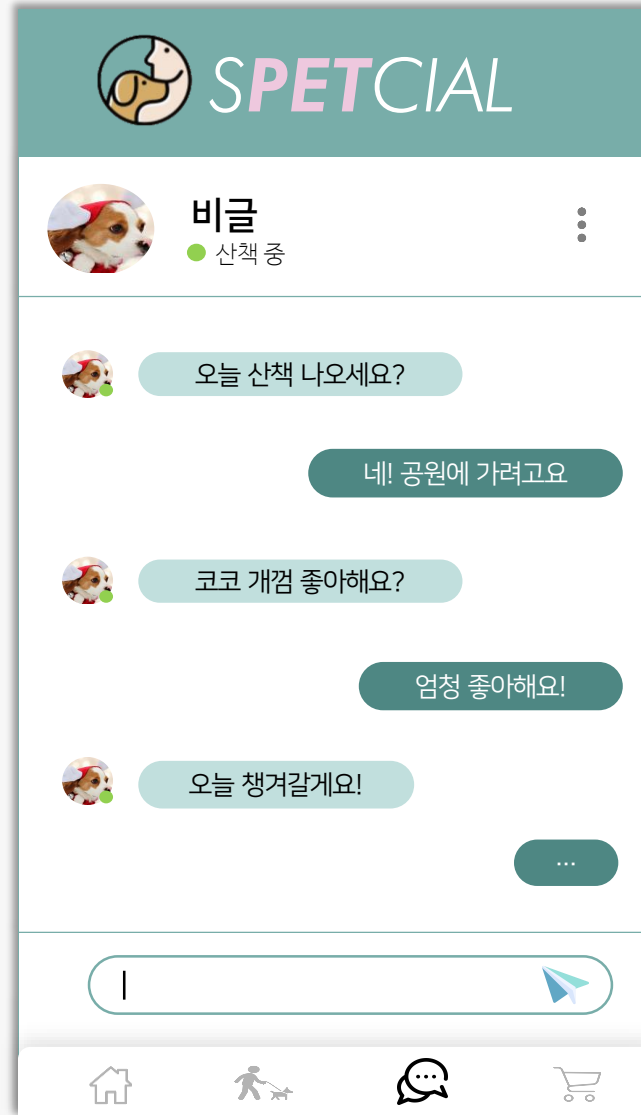 SPETCIAL
비글
산책 중
오늘 산책 나오세요?
네! 공원에 가려고요
코코 개껌 좋아해요?
엄청 좋아해요!
오늘 챙겨갈게요!
...